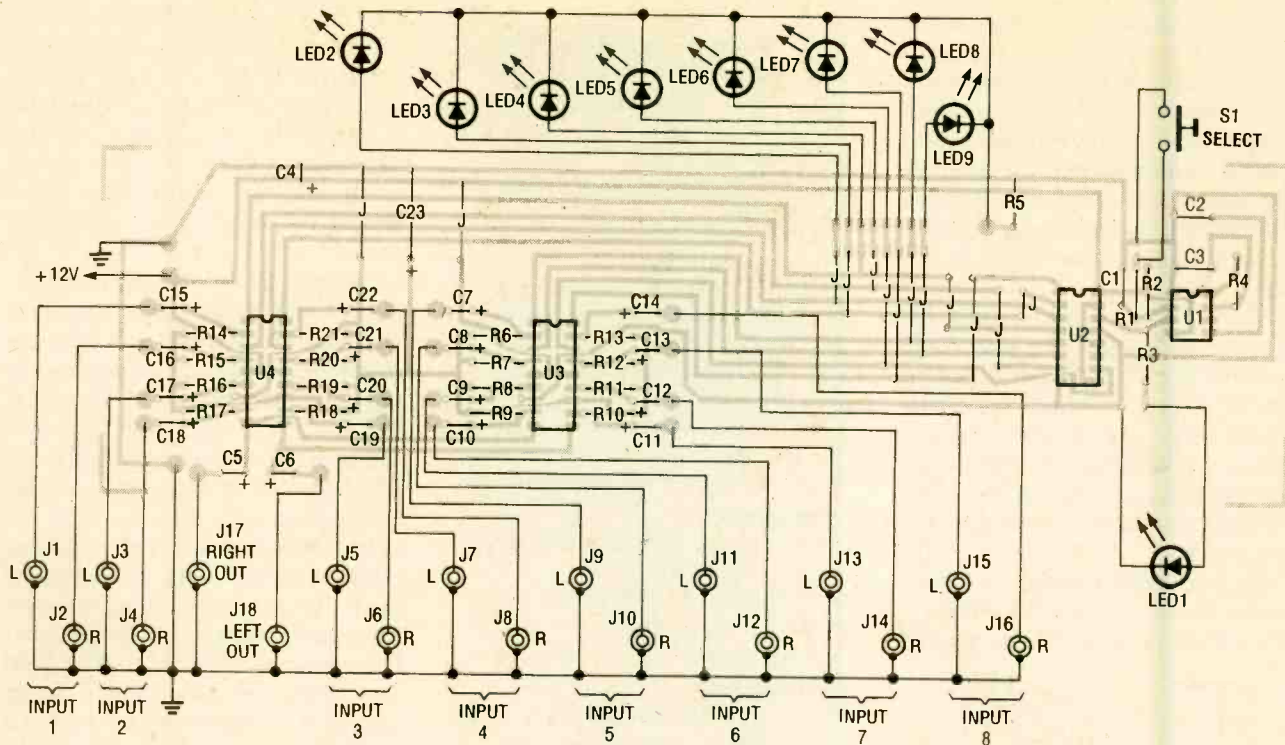 LED2
LED3
LED4
LED5
LED6
LED7
LED8
LED9
S1
SELECT
C4
+
J
C23
+
J
R5
C2
C3
C1
R2
R1
R4
R3
U1
U2
+12V
C15
+
R14
C16
+
R15
C17
+
R16
R17
C18
+
U4
C22
+
R21
C21
+
R20
R19
C20
+
R18
C19
+
C7
+
C8
+
R6
R7
R8
C9
+
R9
C10
+
U3
C14
+
R13
C13
+
R12
R11
C12
+
R10
C11
+
J
J
J
J
J
J
J
J
J
J
J
J
C5
+
C6
+
J1
L
J2
R
J3
L
J4
R
J17
RIGHT
OUT
J18
LEFT
OUT
J5
L
J6
R
J7
L
J8
R
J9
L
J10
R
J11
L
J12
R
J13
L
J14
R
J15
L
J16
R
LED1
INPUT
1
INPUT
2
INPUT
3
INPUT
4
INPUT
5
INPUT
6
INPUT
7
INPUT
8